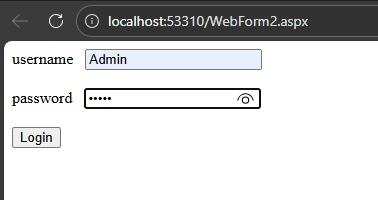 localhost:53310/WebForm2.aspx
username Admin
password •••••
Login